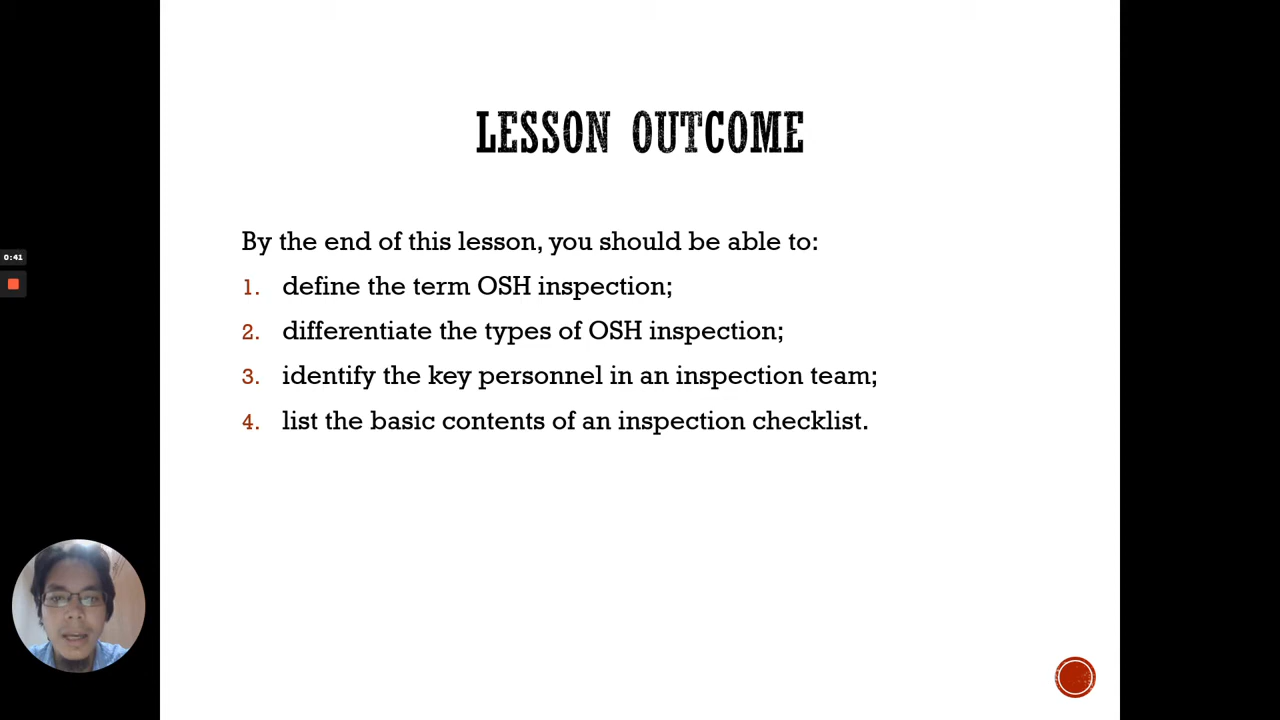 LESSON OUTCOME
By the end of this lesson, you should be able to:
1. define the term OSH inspection;
2. differentiate the types of OSH inspection;
3. identify the key personnel in an inspection team;
4. list the basic contents of an inspection checklist.
0:41